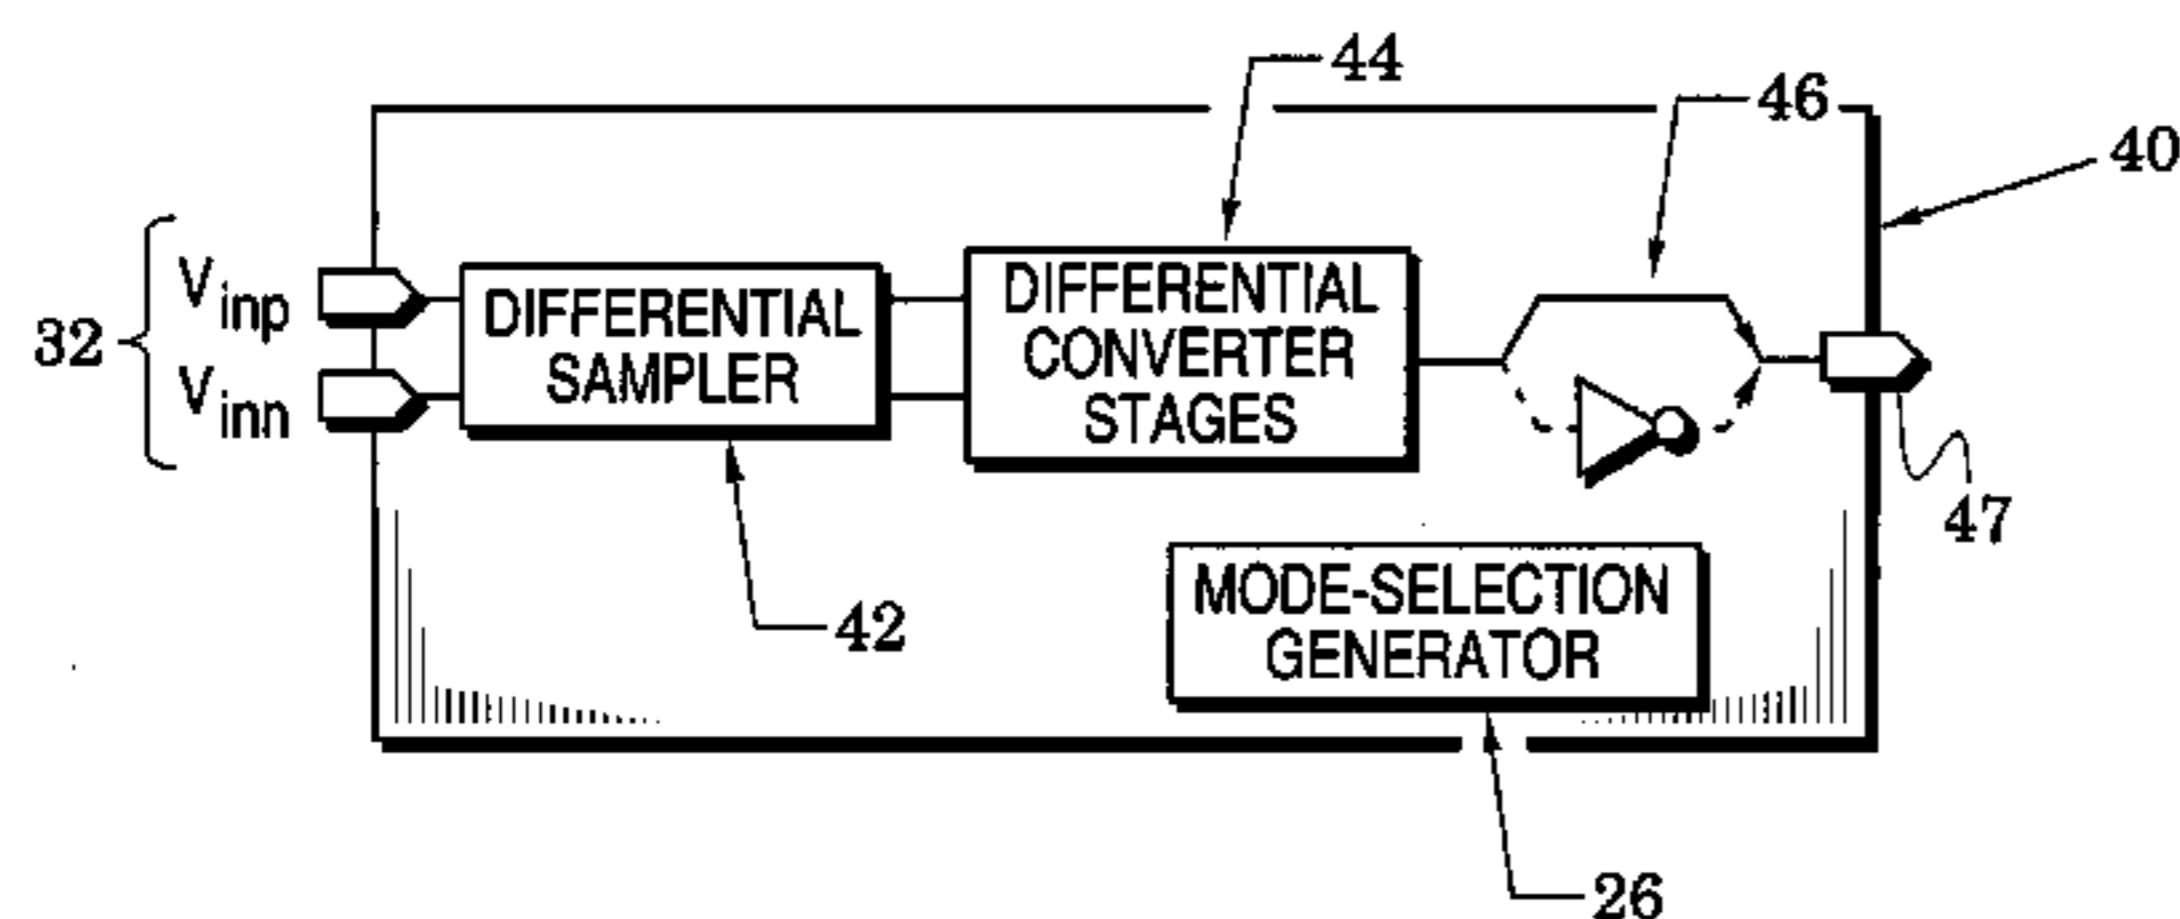 44
46
40
32
Vinp
Vinn
DIFFERENTIAL
SAMPLER
DIFFERENTIAL
CONVERTER
STAGES
47
42
MODE-SELECTION
GENERATOR
26